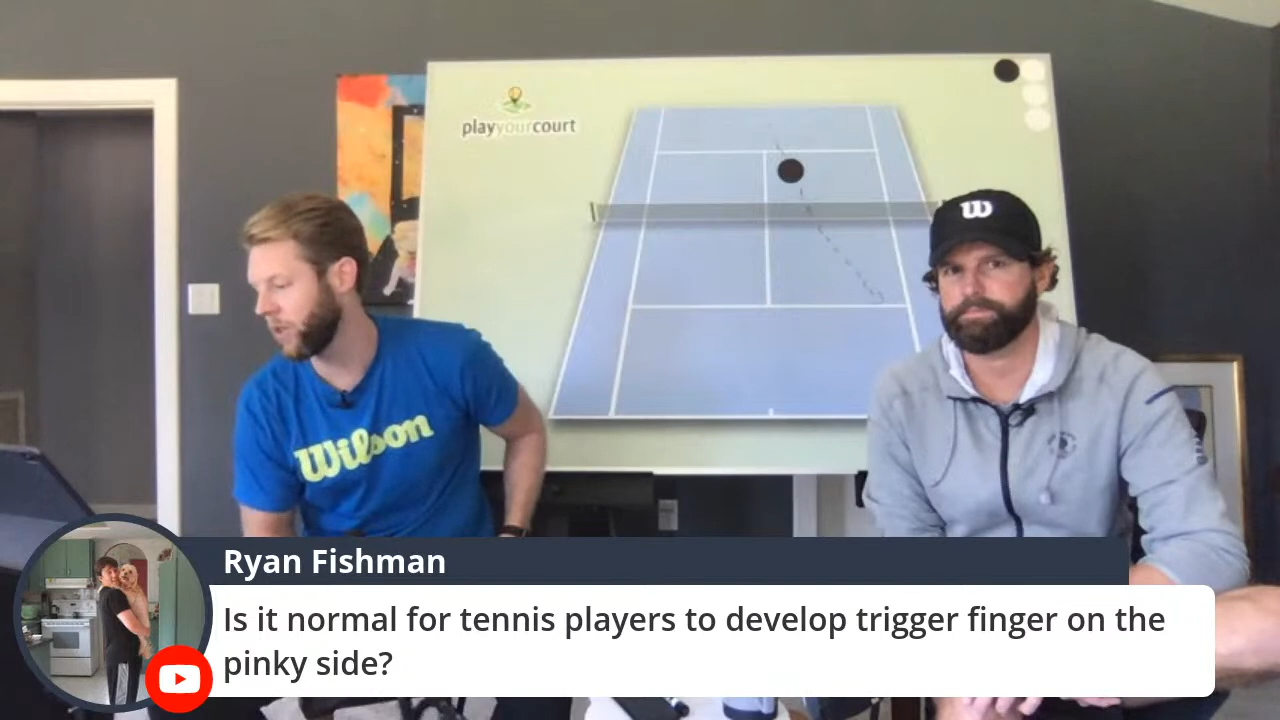 playyourcourt
W
Wilson
Ryan Fishman
Is it normal for tennis players to develop trigger finger on the
pinky side?